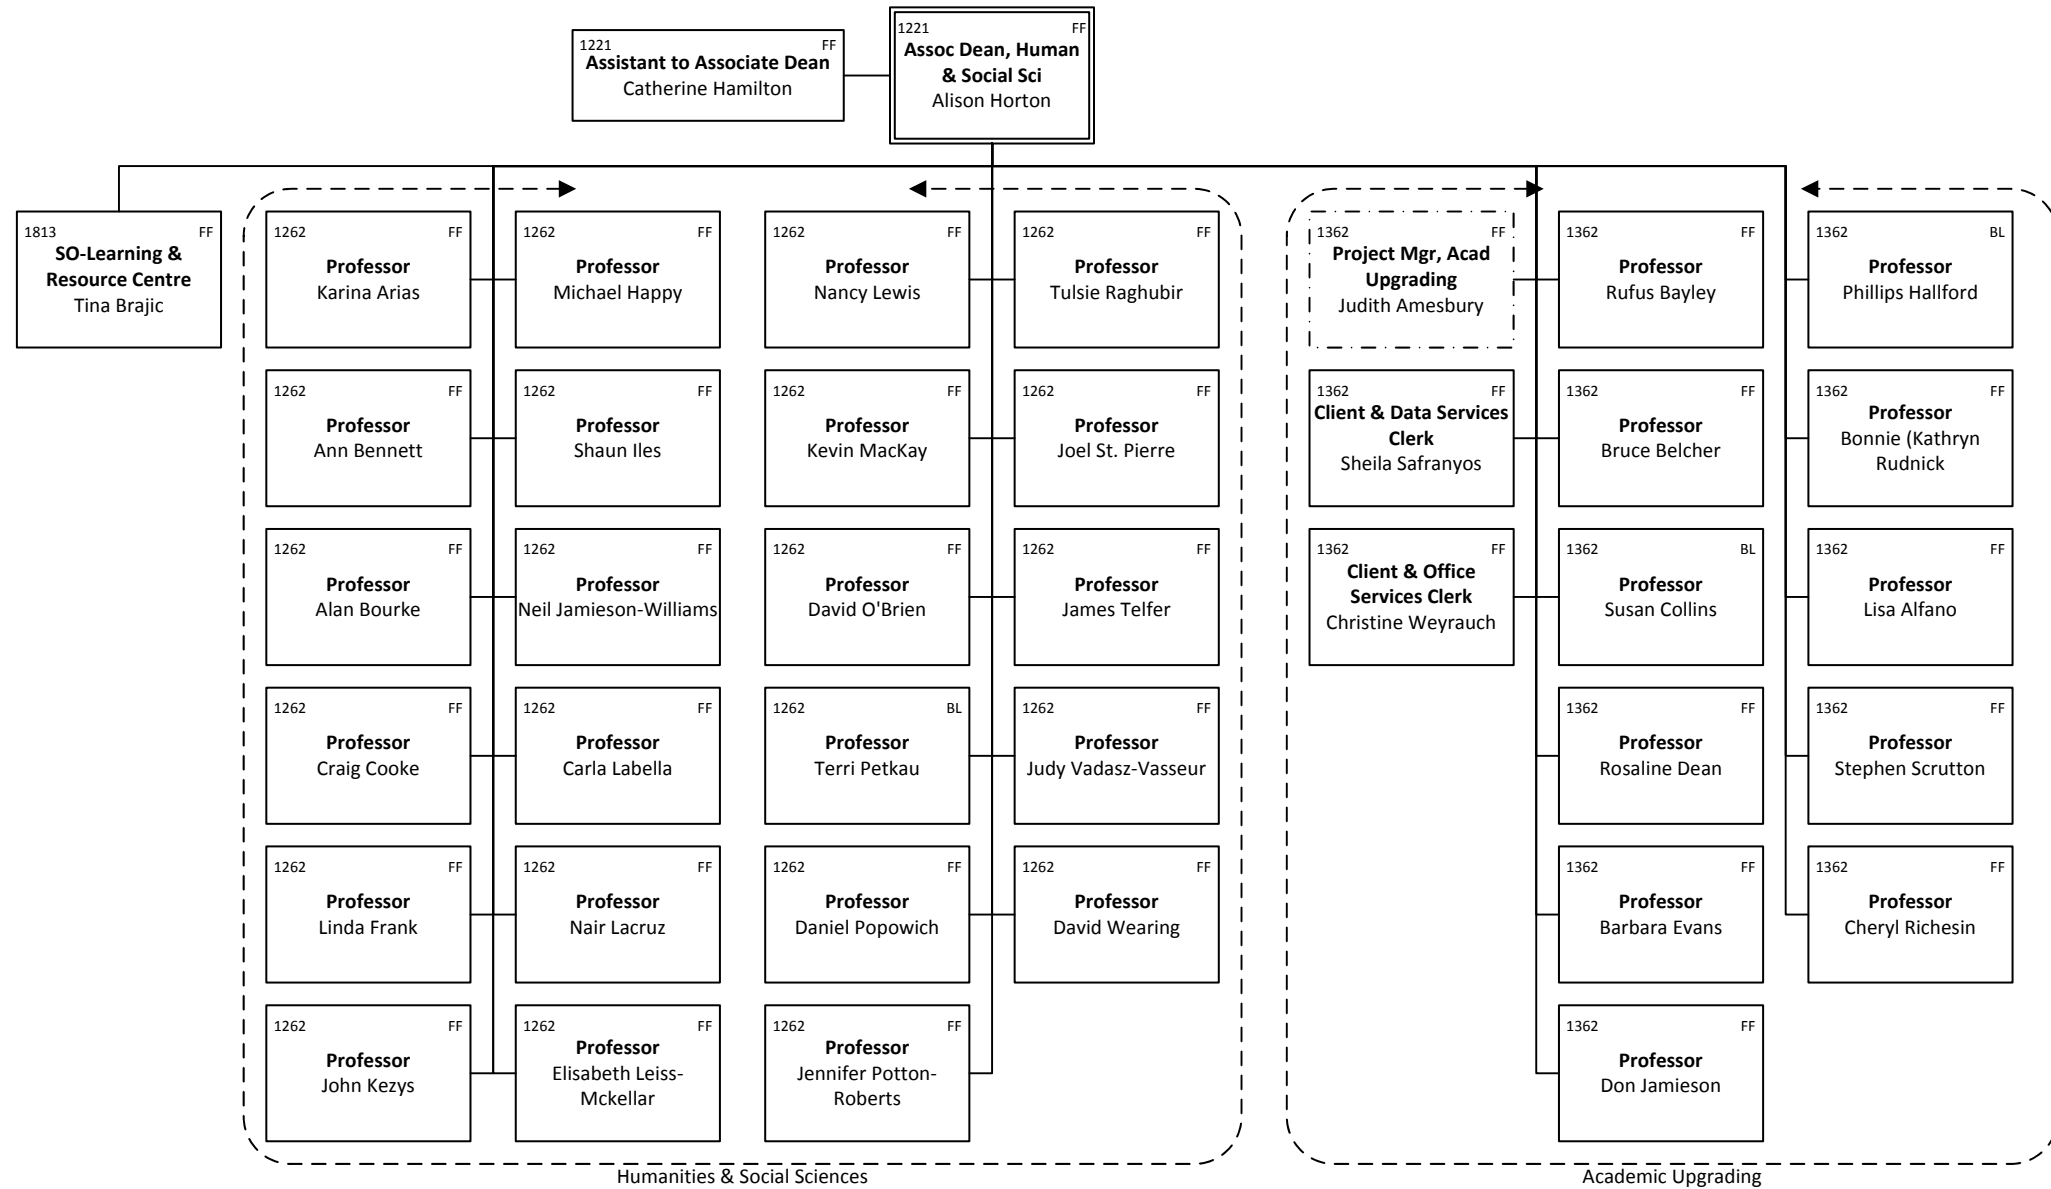 1221 FF
Assistant to Associate Dean
Catherine Hamilton
1221 FF
Assoc Dean, Human
& Social Sci
Alison Horton
1813 FF
SO-Learning &
Resource Centre
Tina Brajic
1262 FF
Professor
Karina Arias
1262 FF
Professor
Michael Happy
1262 FF
Professor
Nancy Lewis
1262 FF
Professor
Tulsie Raghubir
1262 FF
Professor
Ann Bennett
1262 FF
Professor
Shaun Iles
1262 FF
Professor
Kevin MacKay
1262 FF
Professor
Joel St. Pierre
1262 FF
Professor
Alan Bourke
1262 FF
Professor
Neil Jamieson-Williams
1262 FF
Professor
David O'Brien
1262 FF
Professor
James Telfer
1262 FF
Professor
Craig Cooke
1262 FF
Professor
Carla Labella
1262 BL
Professor
Terri Petkau
1262 FF
Professor
Judy Vadasz-Vasseur
1262 FF
Professor
Linda Frank
1262 FF
Professor
Nair Lacruz
1262 FF
Professor
Daniel Popowich
1262 FF
Professor
David Wearing
1262 FF
Professor
John Kezys
1262 FF
Professor
Elisabeth Leiss-
Mckellar
1262 FF
Professor
Jennifer Potton-
Roberts
Humanities & Social Sciences
1362 FF
Project Mgr, Acad
Upgrading
Judith Amesbury
1362 FF
Professor
Rufus Bayley
1362 BL
Professor
Phillips Hallford
1362 FF
Client & Data Services
Clerk
Sheila Safranyos
1362 FF
Professor
Bruce Belcher
1362 FF
Professor
Bonnie (Kathryn
Rudnick
1362 FF
Client & Office
Services Clerk
Christine Weyrauch
1362 BL
Professor
Susan Collins
1362 FF
Professor
Lisa Alfano
1362 FF
Professor
Rosaline Dean
1362 FF
Professor
Stephen Scrutton
1362 FF
Professor
Barbara Evans
1362 FF
Professor
Cheryl Richesin
1362 FF
Professor
Don Jamieson
Academic Upgrading